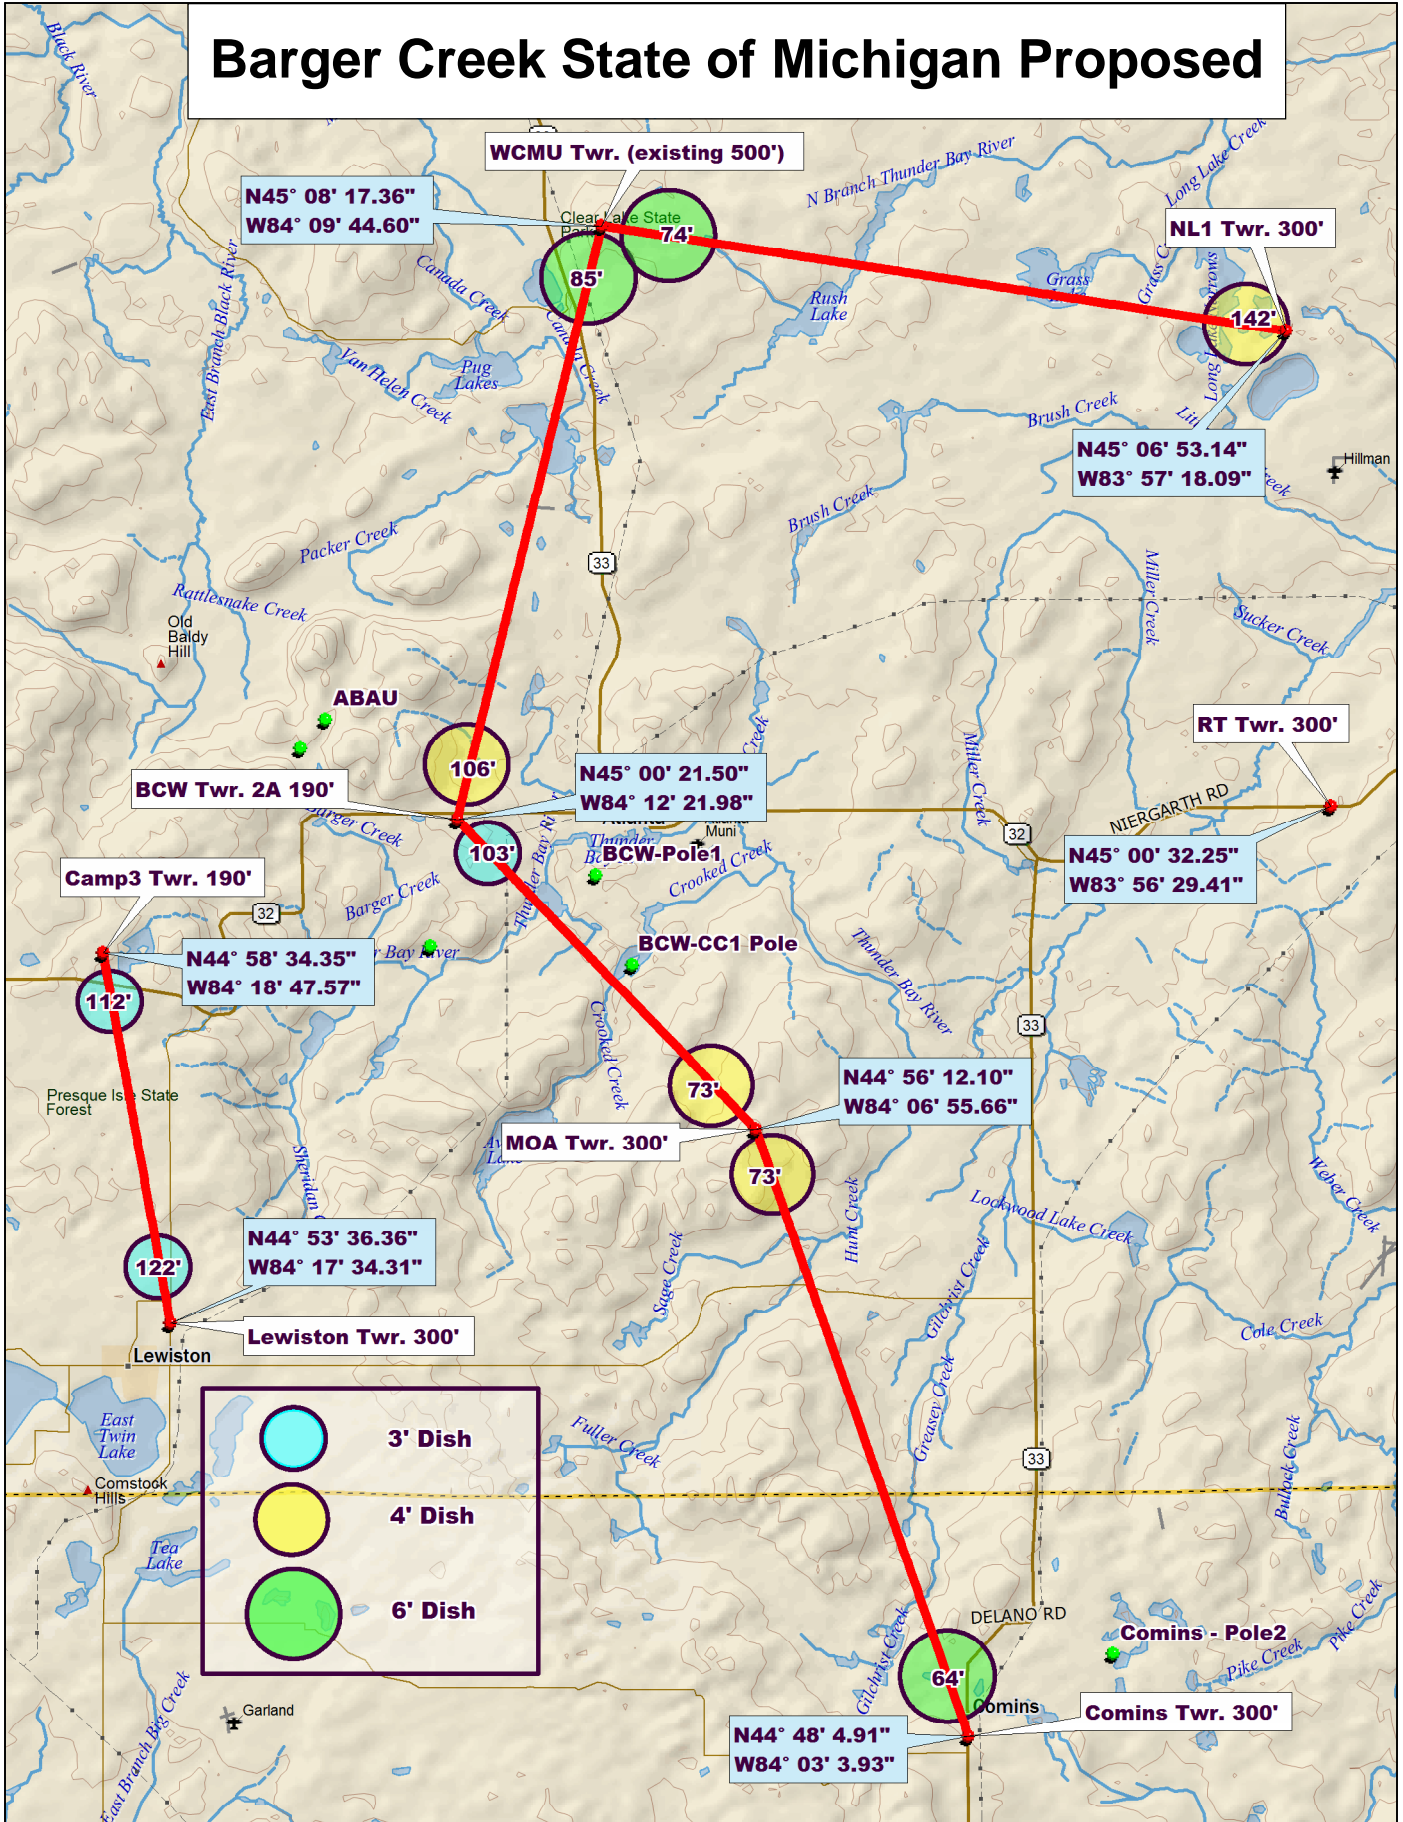 Barger Creek State of Michigan Proposed
Black River
WCMU Twr. (existing 500')
N Branch Thunder Bay River
Long Lake Creek
N45° 08' 17.36"
W84° 09' 44.60"
Clear Lake State
Park
74'
NL1 Twr. 300'
85'
East Branch Black River
Canada Creek
Canada Creek
Grass
Rush
Lake
142'
Van Helen Creek
Pug
Lakes
Brush Creek
N45° 06' 53.14"
W83° 57' 18.09"
Hillman
Brush Creek
Packer Creek
33
Miller Creek
Rattlesnake Creek
Old
Baldy
Hill
Sucker Creek
ABAU
Creek
RT Twr. 300'
Miller Creek
106'
BCW Twr. 2A 190'
N45° 00' 21.50"
W84° 12' 21.98"
Muni
NIERGARTH RD
32
Barger Creek
103'
Thunder
BCW-Pole1
Crooked Creek
N45° 00' 32.25"
W83° 56' 29.41"
Camp3 Twr. 190'
Barger Creek
32
BCW-CC1 Pole
N44° 58' 34.35"
W84° 18' 47.57"
r Bay River
Thunder Bay River
112'
33
Crooked Creek
Presque Isle State
Forest
73'
N44° 56' 12.10"
W84° 06' 55.66"
MOA Twr. 300'
73'
Sheridan
Hunt Creek
Lockwood Lake Creek
Weber Creek
N44° 53' 36.36"
W84° 17' 34.31"
122'
Sage Creek
Gilchrist Creek
Lewiston Twr. 300'
Cole Creek
Lewiston
Greasey Creek
East
Twin
Lake
3' Dish
Fuller Creek
33
Bullock Creek
Comstock
Hills
4' Dish
Tea
Lake
6' Dish
DELANO RD
Comins - Pole2
Pike Creek
Pike Creek
Gilchrist Creek
64'
Garland
Comins
Comins Twr. 300'
N44° 48' 4.91"
W84° 03' 3.93"
East Branch Big Creek